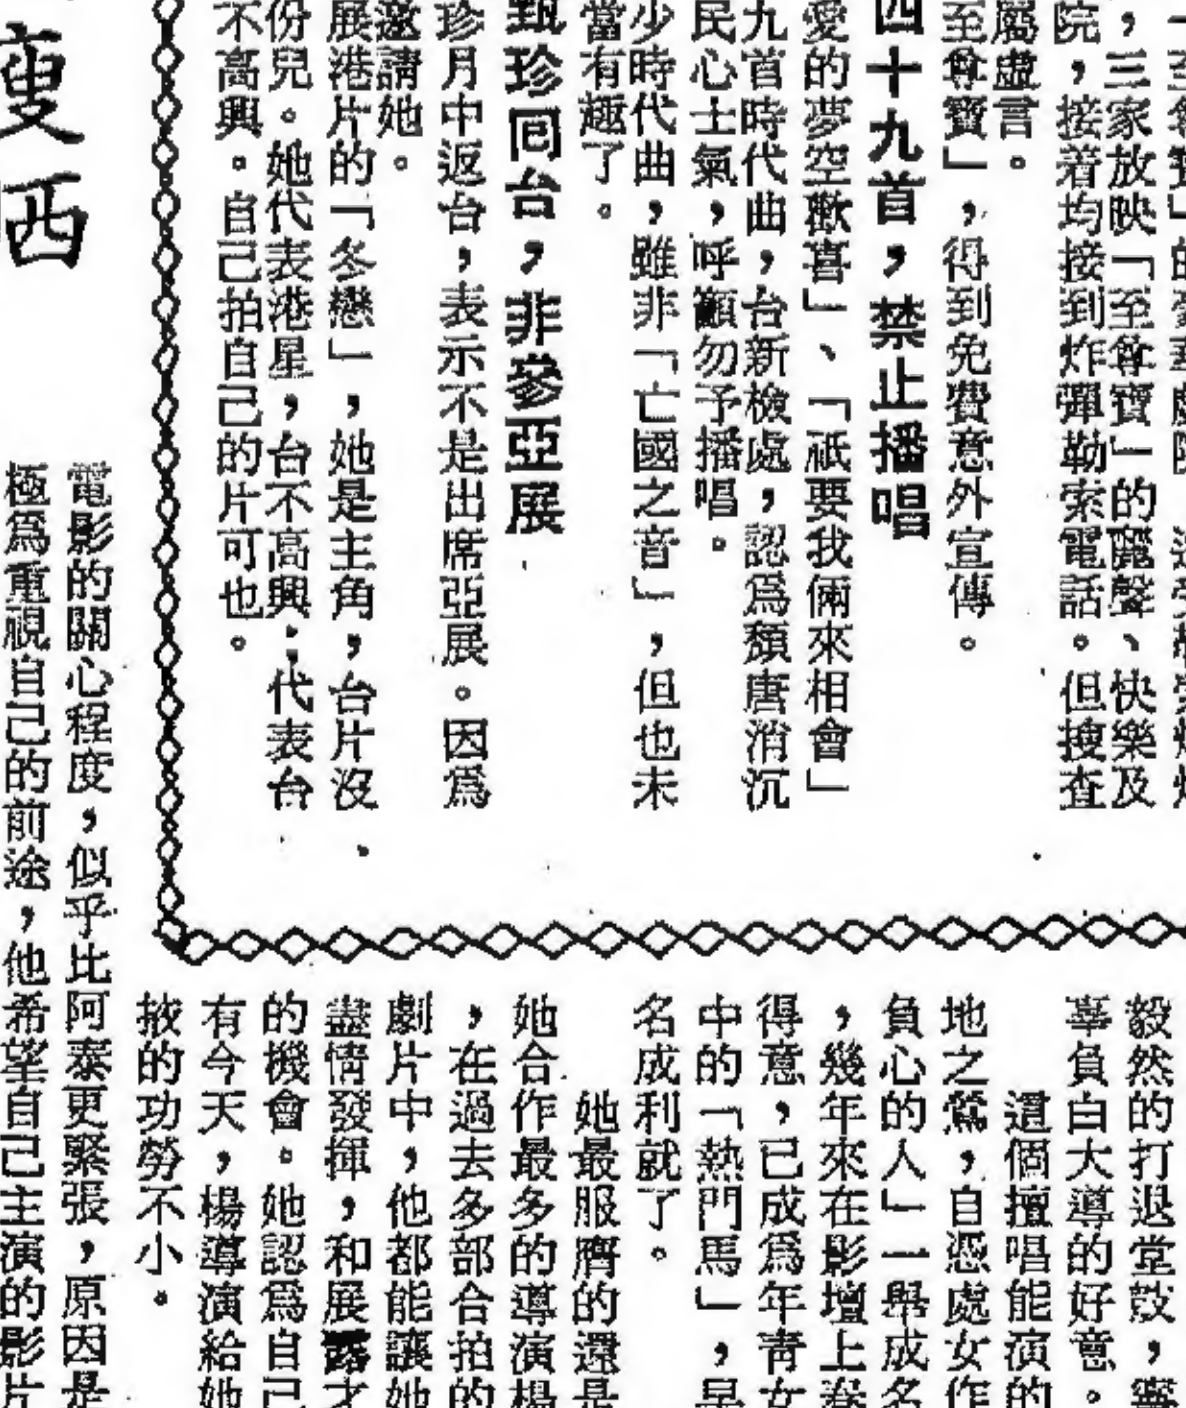 ，三家放映「至尊寶」的麗聲、快樂及
院，接着均接到炸彈勒索電話。但搜查
屬虛言。
至尊寶」，得到免費意外宣傳。
四十九首，禁止播唱
愛的夢空歡喜」、「祇要我倆來相會」
九首時代曲，台新檢處，認爲頹唐消沉
民心士氣，呼籲勿予播唱。
少時代曲，雖非「亡國之音」，但也未
當有趣了。
甄珍回台，非參亞展
珍月中返台，表示不是出席亞展。因爲
邀請她。
展港片的「冬戀」，她是主角，台片沒
份兒。她代表港星，台不高興；代表台
不高興。自己拍自己的片可也。
毅然的打退堂鼓，寧
辜負白大導的好意。
這個擅唱能演的
地之鶯，自憑處女作
負心的人」一舉成名
，幾年來在影壇上春
得意，已成爲年青女
中的「熱門馬」，早
名成利就了。
她最服膺的還是
她合作最多的導演楊
，在過去多部合拍的
劇片中，他都能讓她
盡情發揮，和展露才
的機會。她認爲自己
有今天，楊導演給她
掖的功勞不小。
瘦西
電影的關心程度，似乎比阿泰更緊張，原因是
極爲重視自己的前途，他希望自己主演的影片